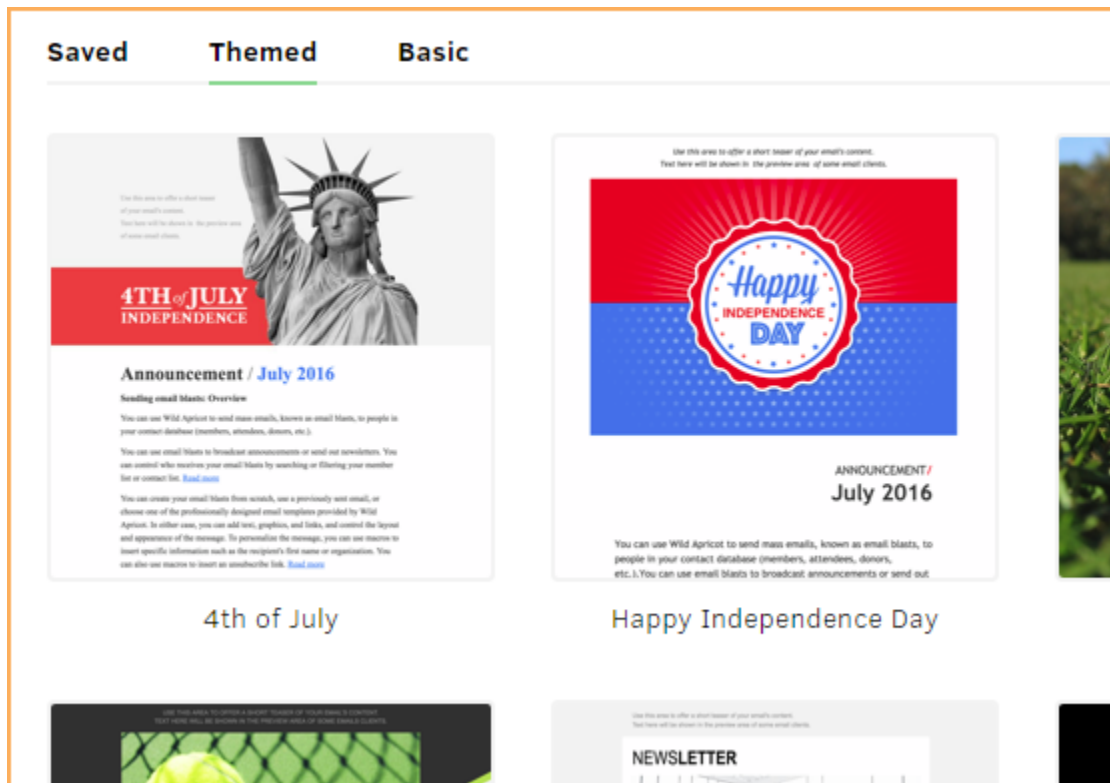 Saved Themed Basic
Use this area to offer a short teaser
of your email's content.
Text here will be shown in the preview area
of some email clients.
4TH of JULY
INDEPENDENCE
Announcement / July 2016
Sending email blasts: Overview
You can use Wild Apricot to send mass emails, known as email blasts, to people in
your contact database (members, attendees, donors, etc.).
You can use email blasts to broadcast announcements or send out newsletters. You
can control who receives your email blasts by searching or filtering your member
list or contact list. Read more
You can create your email blasts from scratch, use a previously sent email, or
choose one of the professionally designed email templates provided by Wild
Apricot. In either case, you can add text, graphics, and links, and control the layout
and appearance of the message. To personalize the message, you can use macros to
insert specific information such as the recipient's first name or organization. You
can also use macros to insert an unsubscribe link. Read more
4th of July
Use this area to offer a short teaser of your email's content.
Text here will be shown in the preview area of some email clients.
Happy
INDEPENDENCE
DAY
ANNOUNCEMENT/
July 2016
You can use Wild Apricot to send mass emails, known as email blasts, to
people in your contact database (members, attendees, donors,
etc.).You can use email blasts to broadcast announcements or send out
Happy Independence Day
USE THIS AREA TO OFFER A SHORT TEASER OF YOUR EMAIL'S CONTENT
TEXT HERE WILL BE SHOWN IN THE PREVIEW AREA OF SOME EMAILS CLIENTS
Use this area to offer a short teaser of your email's content.
Text here will be shown in the preview area of some email clients.
NEWSLETTER